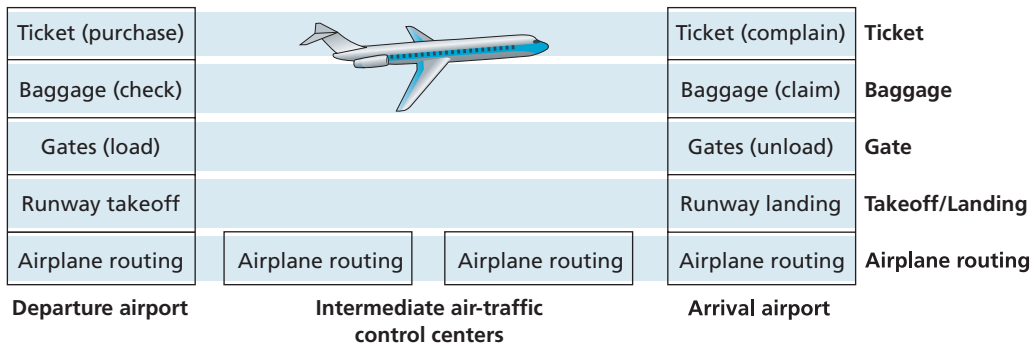 Ticket (purchase) Ticket (complain) Ticket
Baggage (check) Baggage (claim) Baggage
Gates (load) Gates (unload) Gate
Runway takeoff Runway landing Takeoff/Landing
Airplane routing Airplane routing Airplane routing Airplane routing Airplane routing
Departure airport Intermediate air-traffic Arrival airport
control centers